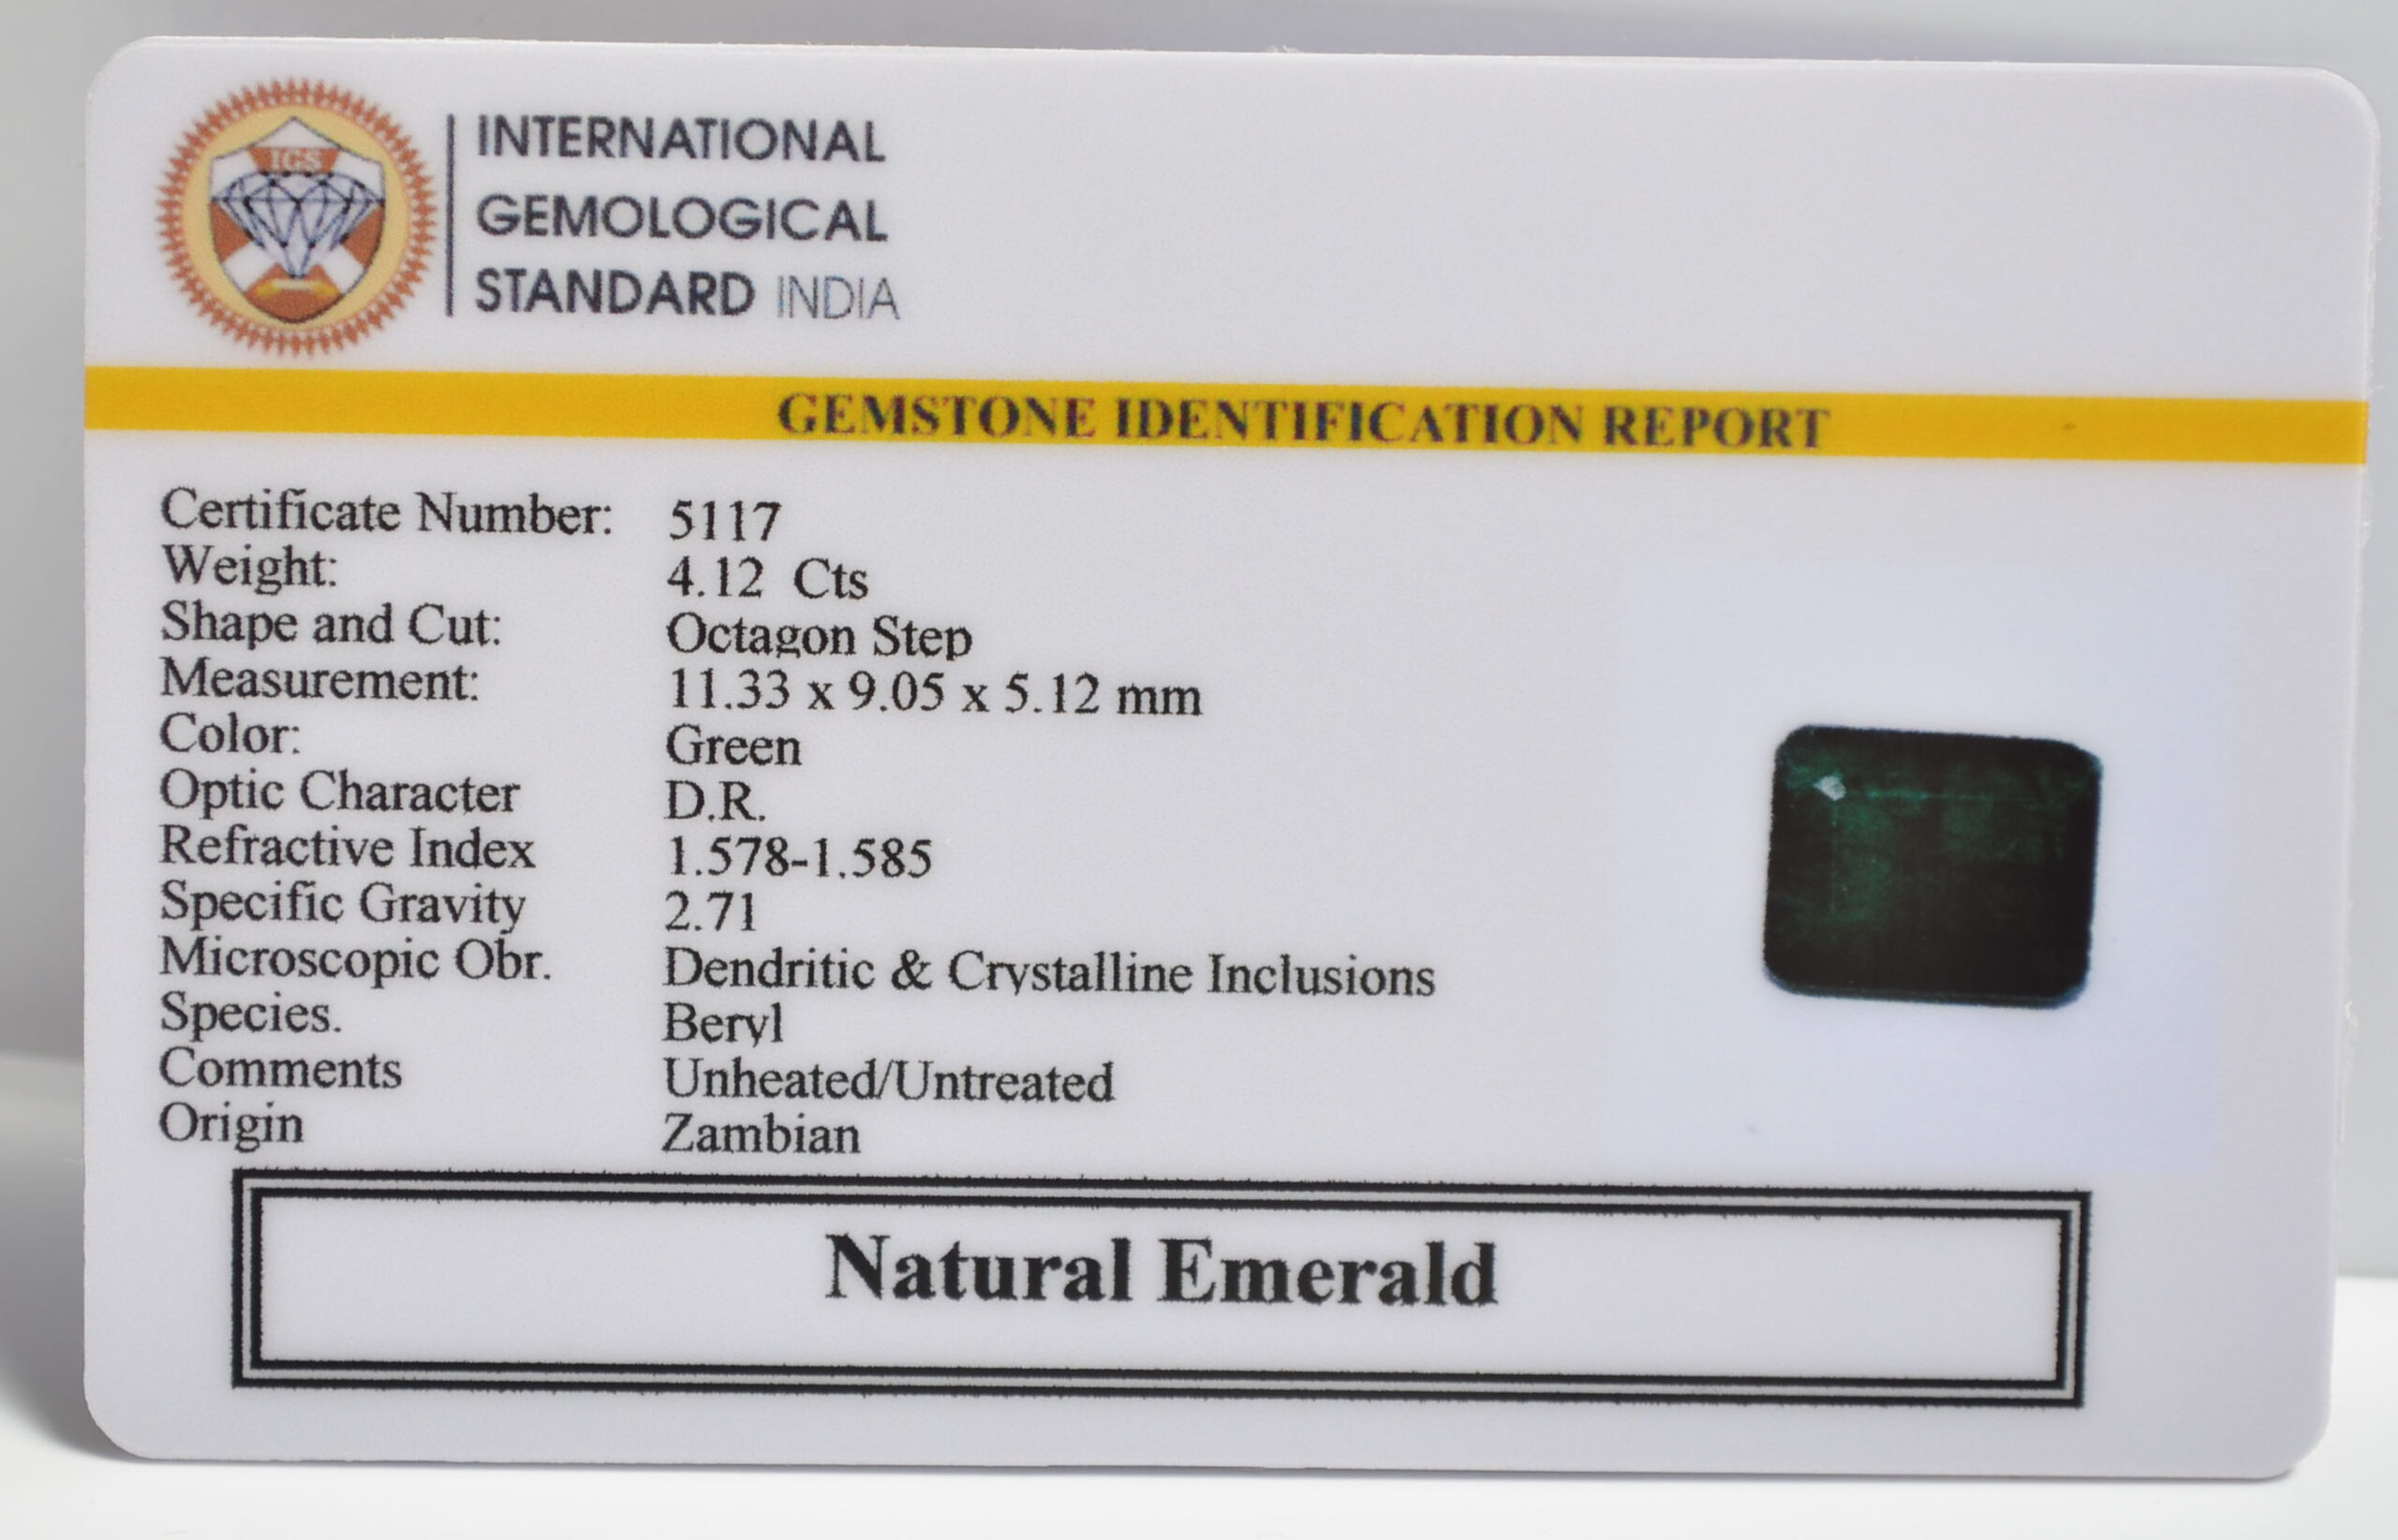 IGS
INTERNATIONAL
GEMOLOGICAL
STANDARD INDIA
GEMSTONE IDENTIFICATION REPORT
Certificate Number: 5117
Weight: 4.12 Cts
Shape and Cut: Octagon Step
Measurement: 11.33 x 9.05 x 5.12 mm
Color: Green
Optic Character D.R.
Refractive Index 1.578-1.585
Specific Gravity 2.71
Microscopic Obr. Dendritic & Crystalline Inclusions
Species. Beryl
Comments Unheated/Untreated
Origin Zambian
Natural Emerald